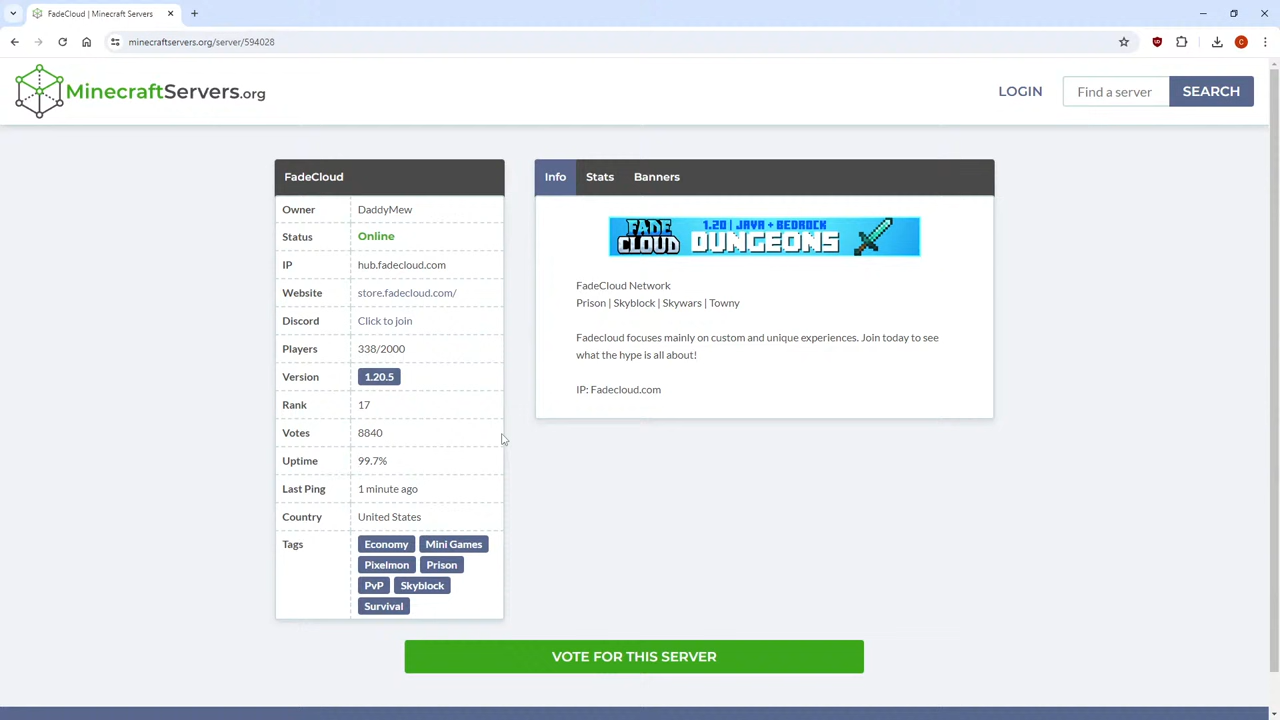 FadeCloud | Minecraft Servers
minecraftservers.org/server/594028
C
MinecraftServers.org
LOGIN
Find a server
SEARCH
FadeCloud
Owner DaddyMew
Status Online
IP hub.fadecloud.com
Website store.fadecloud.com/
Discord Click to join
Players 338/2000
Version 1.20.5
Rank 17
Votes 8840
Uptime 99.7%
Last Ping 1 minute ago
Country United States
Tags Economy Mini Games
Pixelmon Prison
PvP Skyblock
Survival
Info Stats Banners
FADE CLOUD
1.20 | JAVA + BEDROCK
DUNGEONS
FadeCloud Network
Prison | Skyblock | Skywars | Towny
Fadecloud focuses mainly on custom and unique experiences. Join today to see
what the hype is all about!
IP: Fadecloud.com
VOTE FOR THIS SERVER